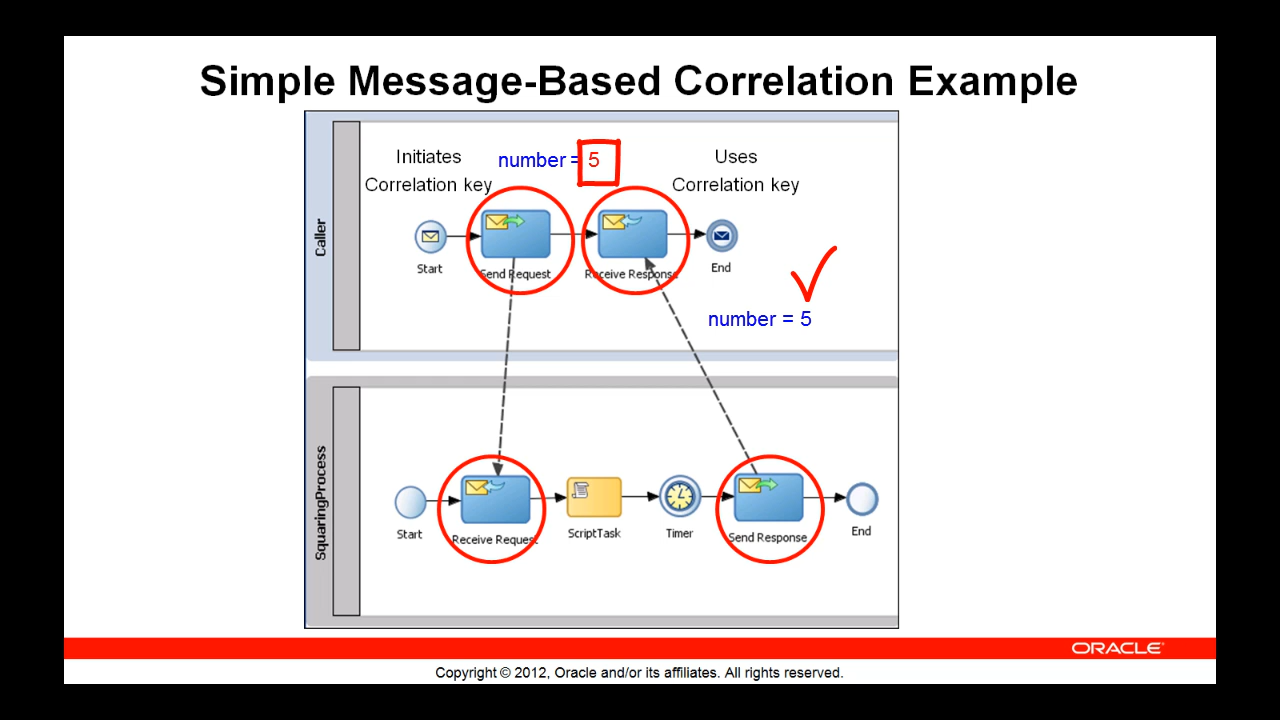 Simple Message-Based Correlation Example
Initiates
Correlation key
number = 5
Uses
Correlation key
Caller
Start
Send Request
Receive Response
End
number = 5
SquaringProcess
Start
Receive Request
ScriptTask
Timer
Send Response
End
ORACLE
Copyright © 2012, Oracle and/or its affiliates. All rights reserved.